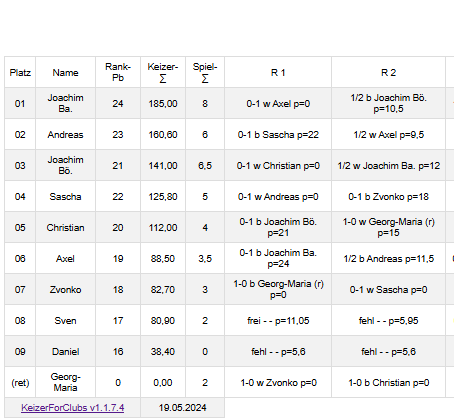 Platz Name Rank-Pb Keizer-∑ Spiel-∑ R 1 R 2
01 Joachim Ba. 24 185,00 8 0-1 w Axel p=0 1/2 b Joachim Bö. p=10,5
02 Andreas 23 160,60 6 0-1 b Sascha p=22 1/2 w Axel p=9,5
03 Joachim Bö. 21 141,00 6,5 0-1 w Christian p=0 1/2 w Joachim Ba. p=12
04 Sascha 22 125,80 5 0-1 w Andreas p=0 0-1 b Zvonko p=18
05 Christian 20 112,00 4 0-1 b Joachim Bö. p=21 1-0 w Georg-Maria (r) p=15
06 Axel 19 88,50 3,5 0-1 b Joachim Ba. p=24 1/2 b Andreas p=11,5
07 Zvonko 18 82,70 3 1-0 b Georg-Maria (r) p=0 0-1 w Sascha p=0
08 Sven 17 80,90 2 frei - - p=11,05 fehl - - p=5,95
09 Daniel 16 38,40 0 fehl - - p=5,6 fehl - - p=5,6
(ret) Georg-Maria 0 0,00 2 1-0 w Zvonko p=0 1-0 b Christian p=0
KeizerForClubs v1.1.7.4 19.05.2024